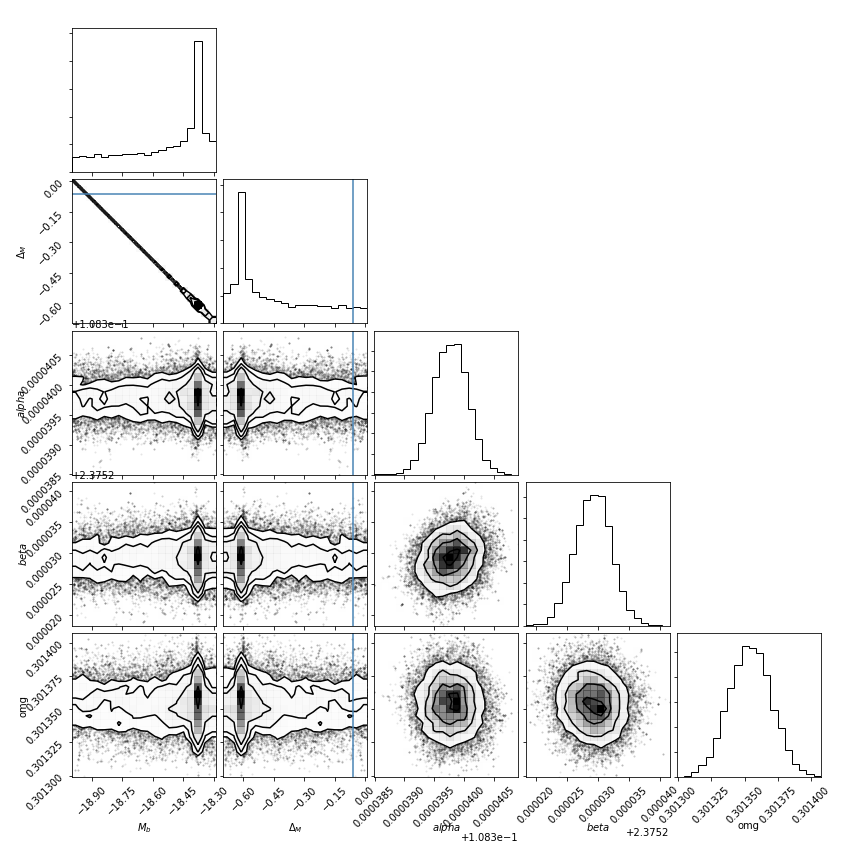 0.00
−0.15
−0.30
−0.45
−0.60
Δ_M
+1.083e−1
0.0000405
0.0000400
0.0000395
0.0000390
0.0000385
alpha
+2.3752
0.000040
0.000035
0.000030
0.000025
0.000020
beta
0.301400
0.301375
0.301350
0.301325
0.301300
omg
−18.90 −18.75 −18.60 −18.45 −18.30
−0.60 −0.45 −0.30 −0.15 0.00
0.0000385 0.0000390 0.0000395 0.0000400 0.0000405
0.000020 0.000025 0.000030 0.000035 0.000040
0.301300 0.301325 0.301350 0.301375 0.301400
M_b Δ_M alpha beta omg
+1.083e−1 +2.3752